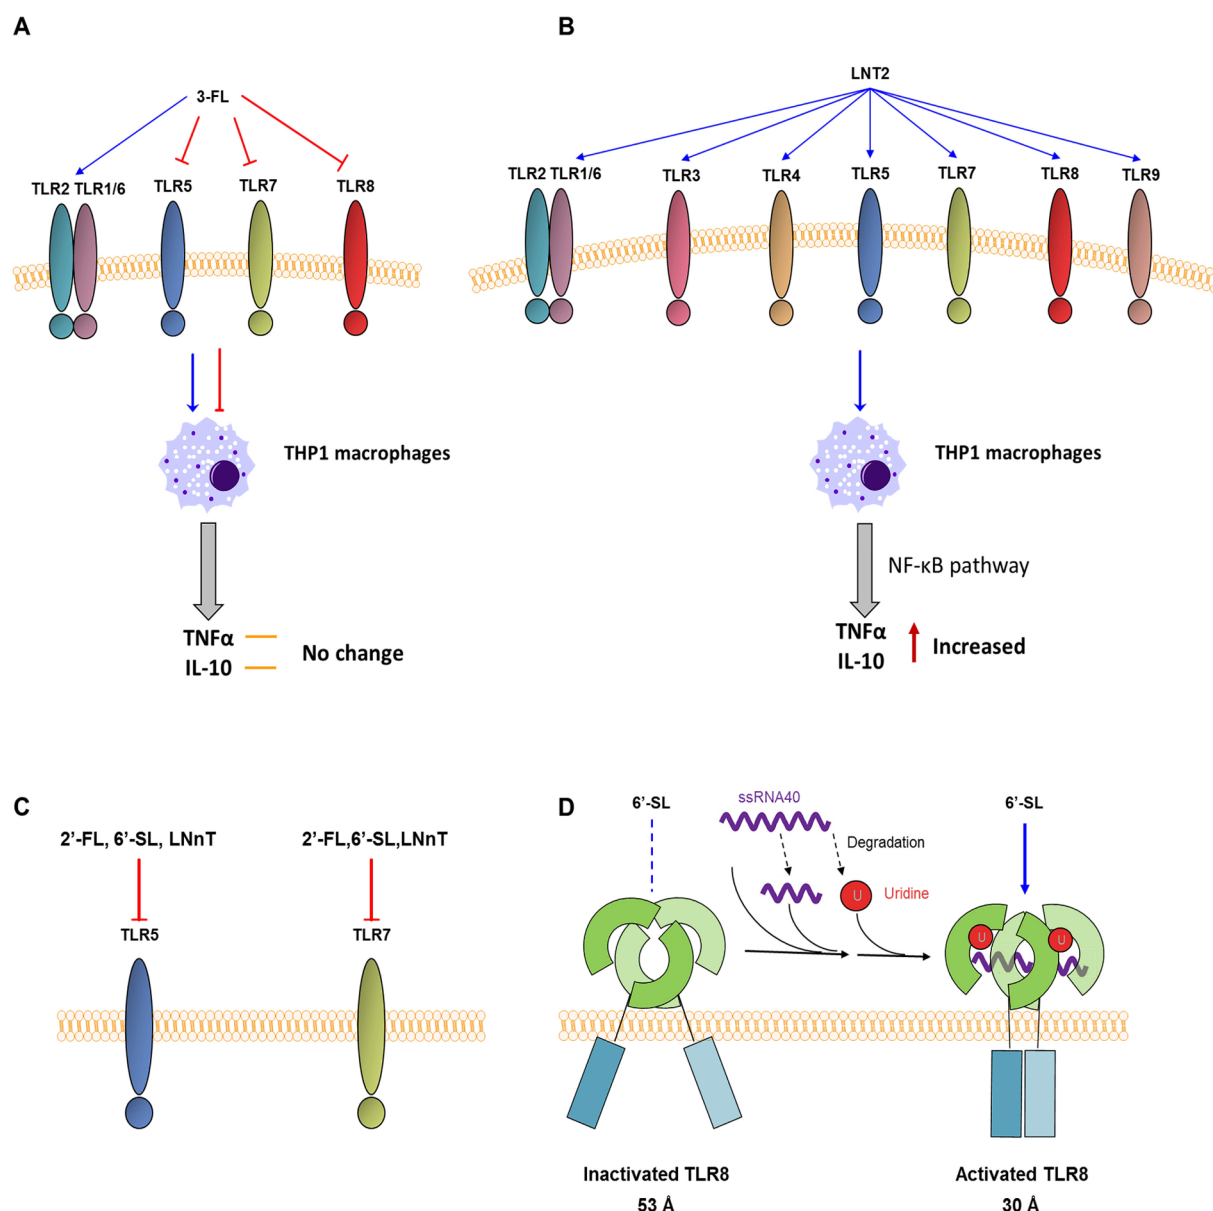 A
3-FL
TLR2 TLR1/6 TLR5 TLR7 TLR8
THP1 macrophages
TNFα
IL-10
No change
B
LNT2
TLR2 TLR1/6 TLR3 TLR4 TLR5 TLR7 TLR8 TLR9
THP1 macrophages
NF-κB pathway
TNFα
IL-10
Increased
C
2'-FL, 6'-SL, LNnT
2'-FL,6'-SL,LNnT
TLR5
TLR7
D
6'-SL
ssRNA40
6'-SL
Degradation
U
Uridine
U
U
Inactivated TLR8
53 Å
Activated TLR8
30 Å